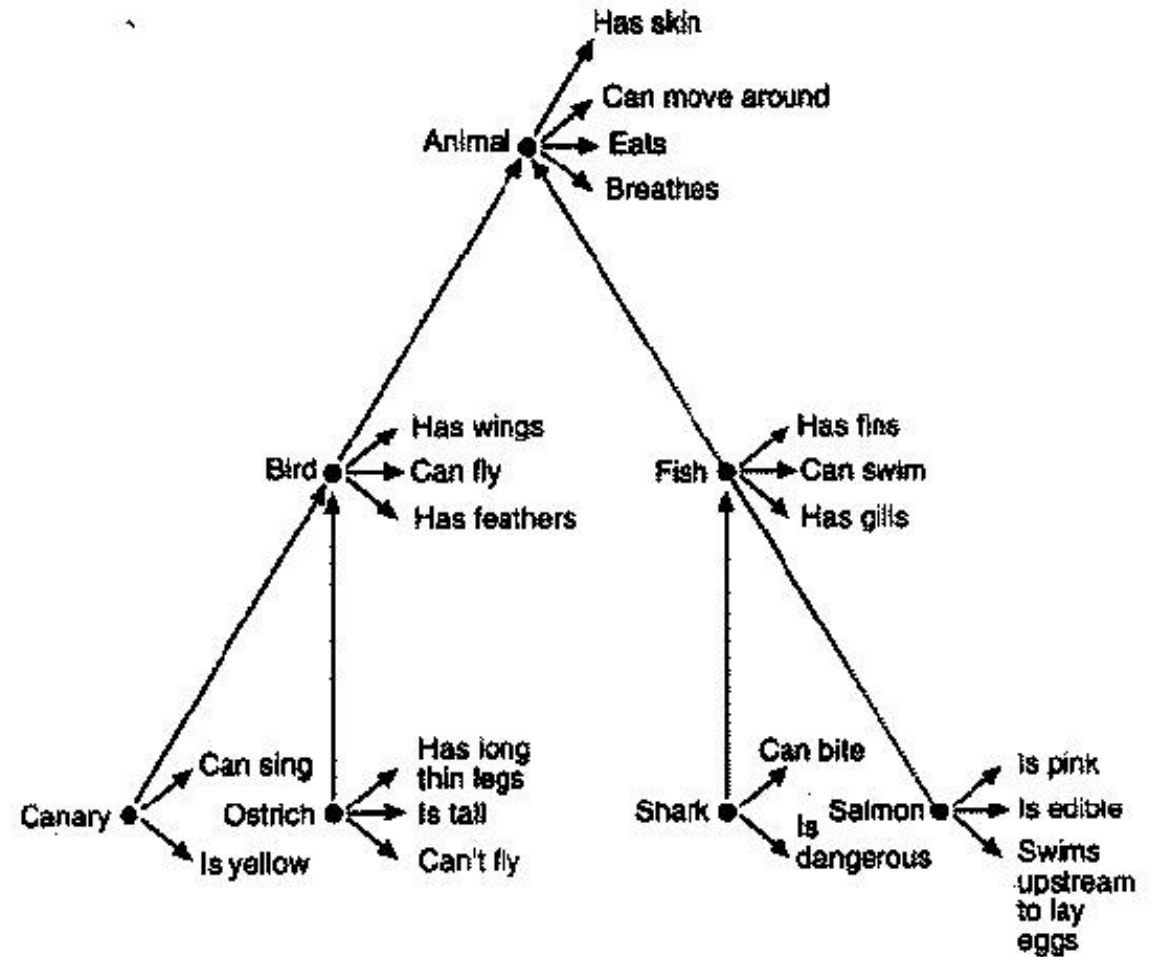 Has skin
Can move around
Animal
Eats
Breathes
Has wings
Bird
Can fly
Has feathers
Has fins
Fish
Can swim
Has gills
Can sing
Canary
Is yellow
Has long
thin legs
Ostrich
Is tall
Can't fly
Can bite
Shark
Is
dangerous
Salmon
Is pink
Is edible
Swims
upstream
to lay
eggs